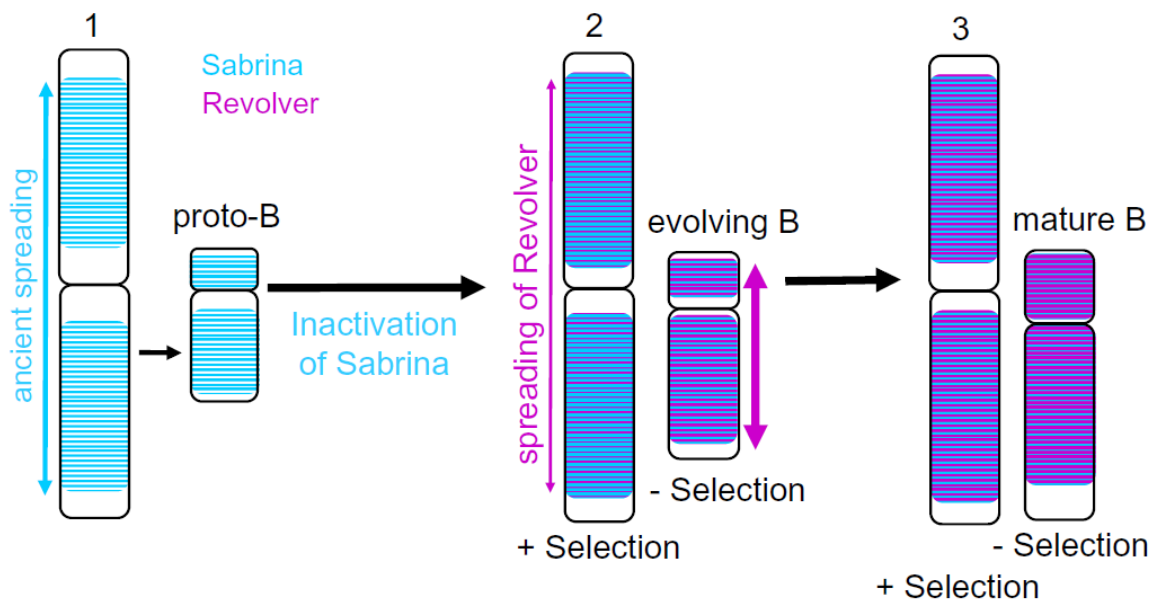 1
Sabrina
Revolver
ancient spreading
proto-B
Inactivation
of Sabrina
2
spreading of Revolver
evolving B
- Selection
+ Selection
3
mature B
- Selection
+ Selection